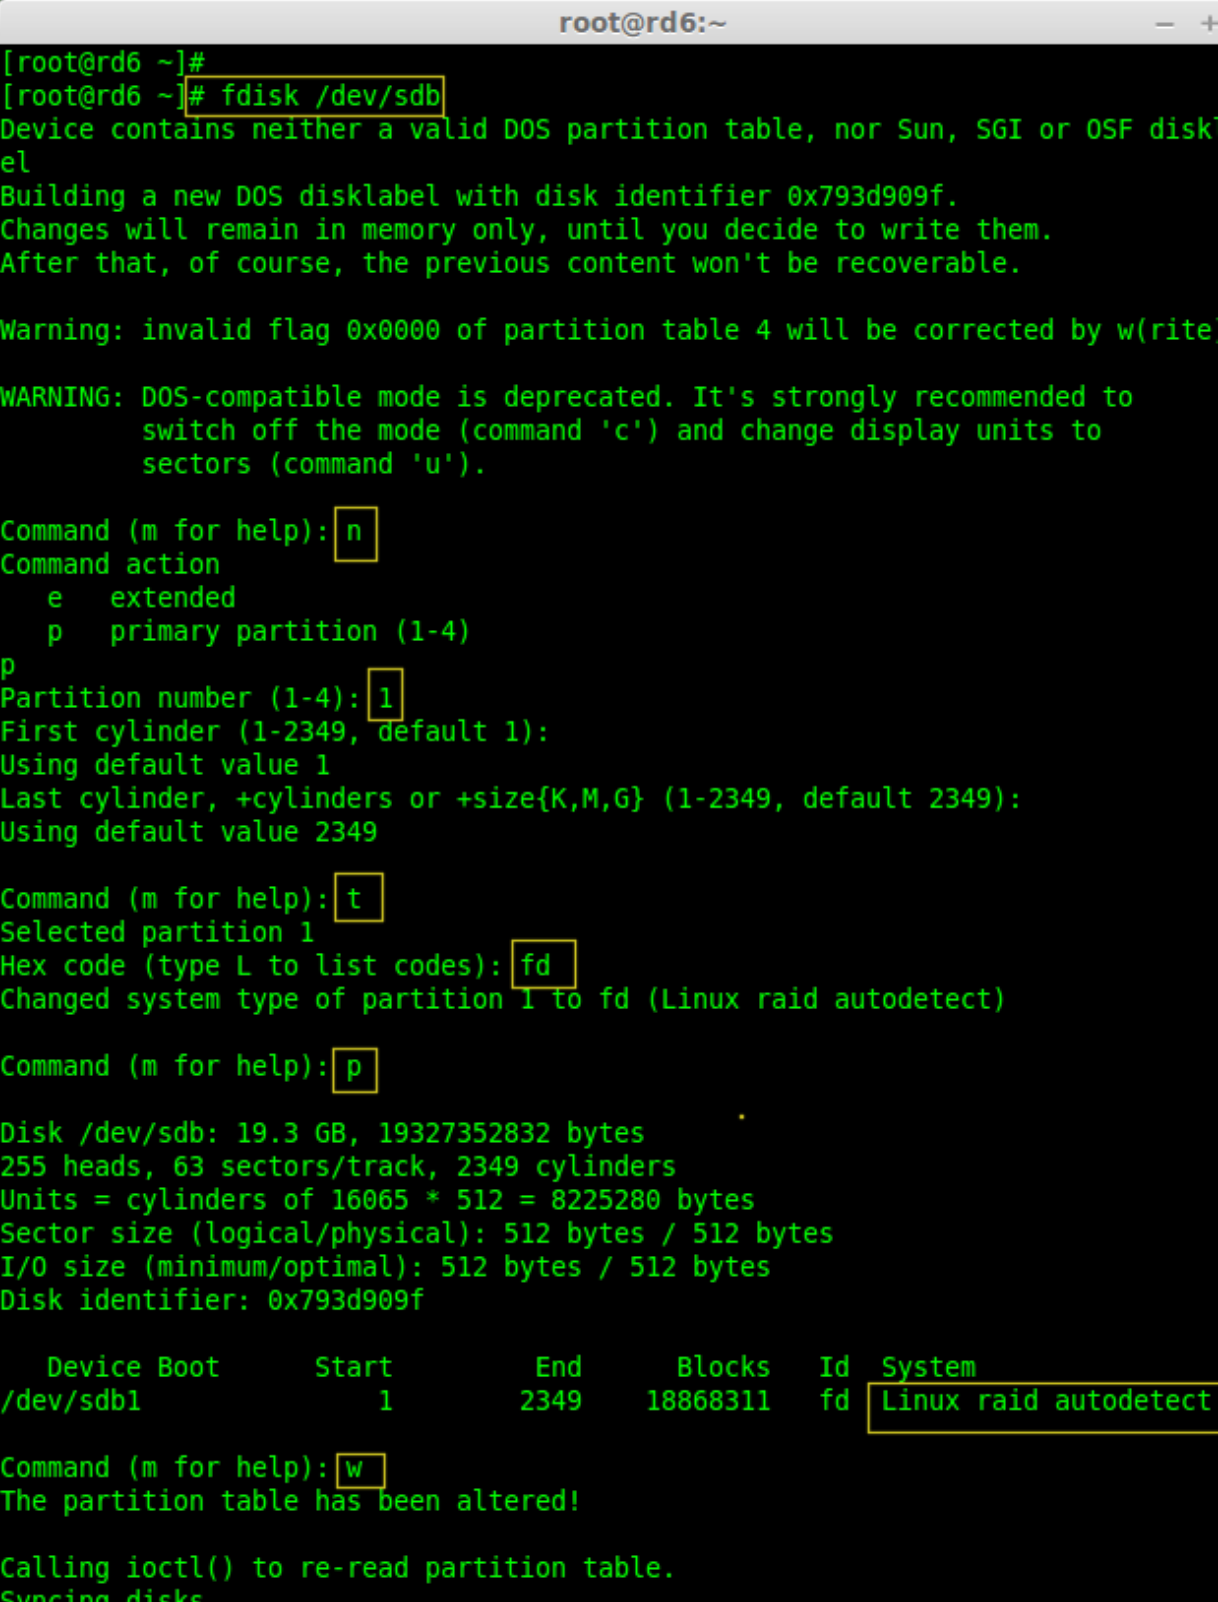 root@rd6:~
[root@rd6 ~]#
[root@rd6 ~]# fdisk /dev/sdb
Device contains neither a valid DOS partition table, nor Sun, SGI or OSF diskl
el
Building a new DOS disklabel with disk identifier 0x793d909f.
Changes will remain in memory only, until you decide to write them.
After that, of course, the previous content won't be recoverable.
Warning: invalid flag 0x0000 of partition table 4 will be corrected by w(rite)
WARNING: DOS-compatible mode is deprecated. It's strongly recommended to
switch off the mode (command 'c') and change display units to
sectors (command 'u').
Command (m for help): n
Command action
e   extended
p   primary partition (1-4)
p
Partition number (1-4): 1
First cylinder (1-2349, default 1):
Using default value 1
Last cylinder, +cylinders or +size{K,M,G} (1-2349, default 2349):
Using default value 2349
Command (m for help): t
Selected partition 1
Hex code (type L to list codes): fd
Changed system type of partition 1 to fd (Linux raid autodetect)
Command (m for help): p
Disk /dev/sdb: 19.3 GB, 19327352832 bytes
255 heads, 63 sectors/track, 2349 cylinders
Units = cylinders of 16065 * 512 = 8225280 bytes
Sector size (logical/physical): 512 bytes / 512 bytes
I/O size (minimum/optimal): 512 bytes / 512 bytes
Disk identifier: 0x793d909f
Device Boot      Start         End      Blocks   Id  System
/dev/sdb1               1        2349    18868311   fd  Linux raid autodetect
Command (m for help): w
The partition table has been altered!
Calling ioctl() to re-read partition table.
Syncing disks.